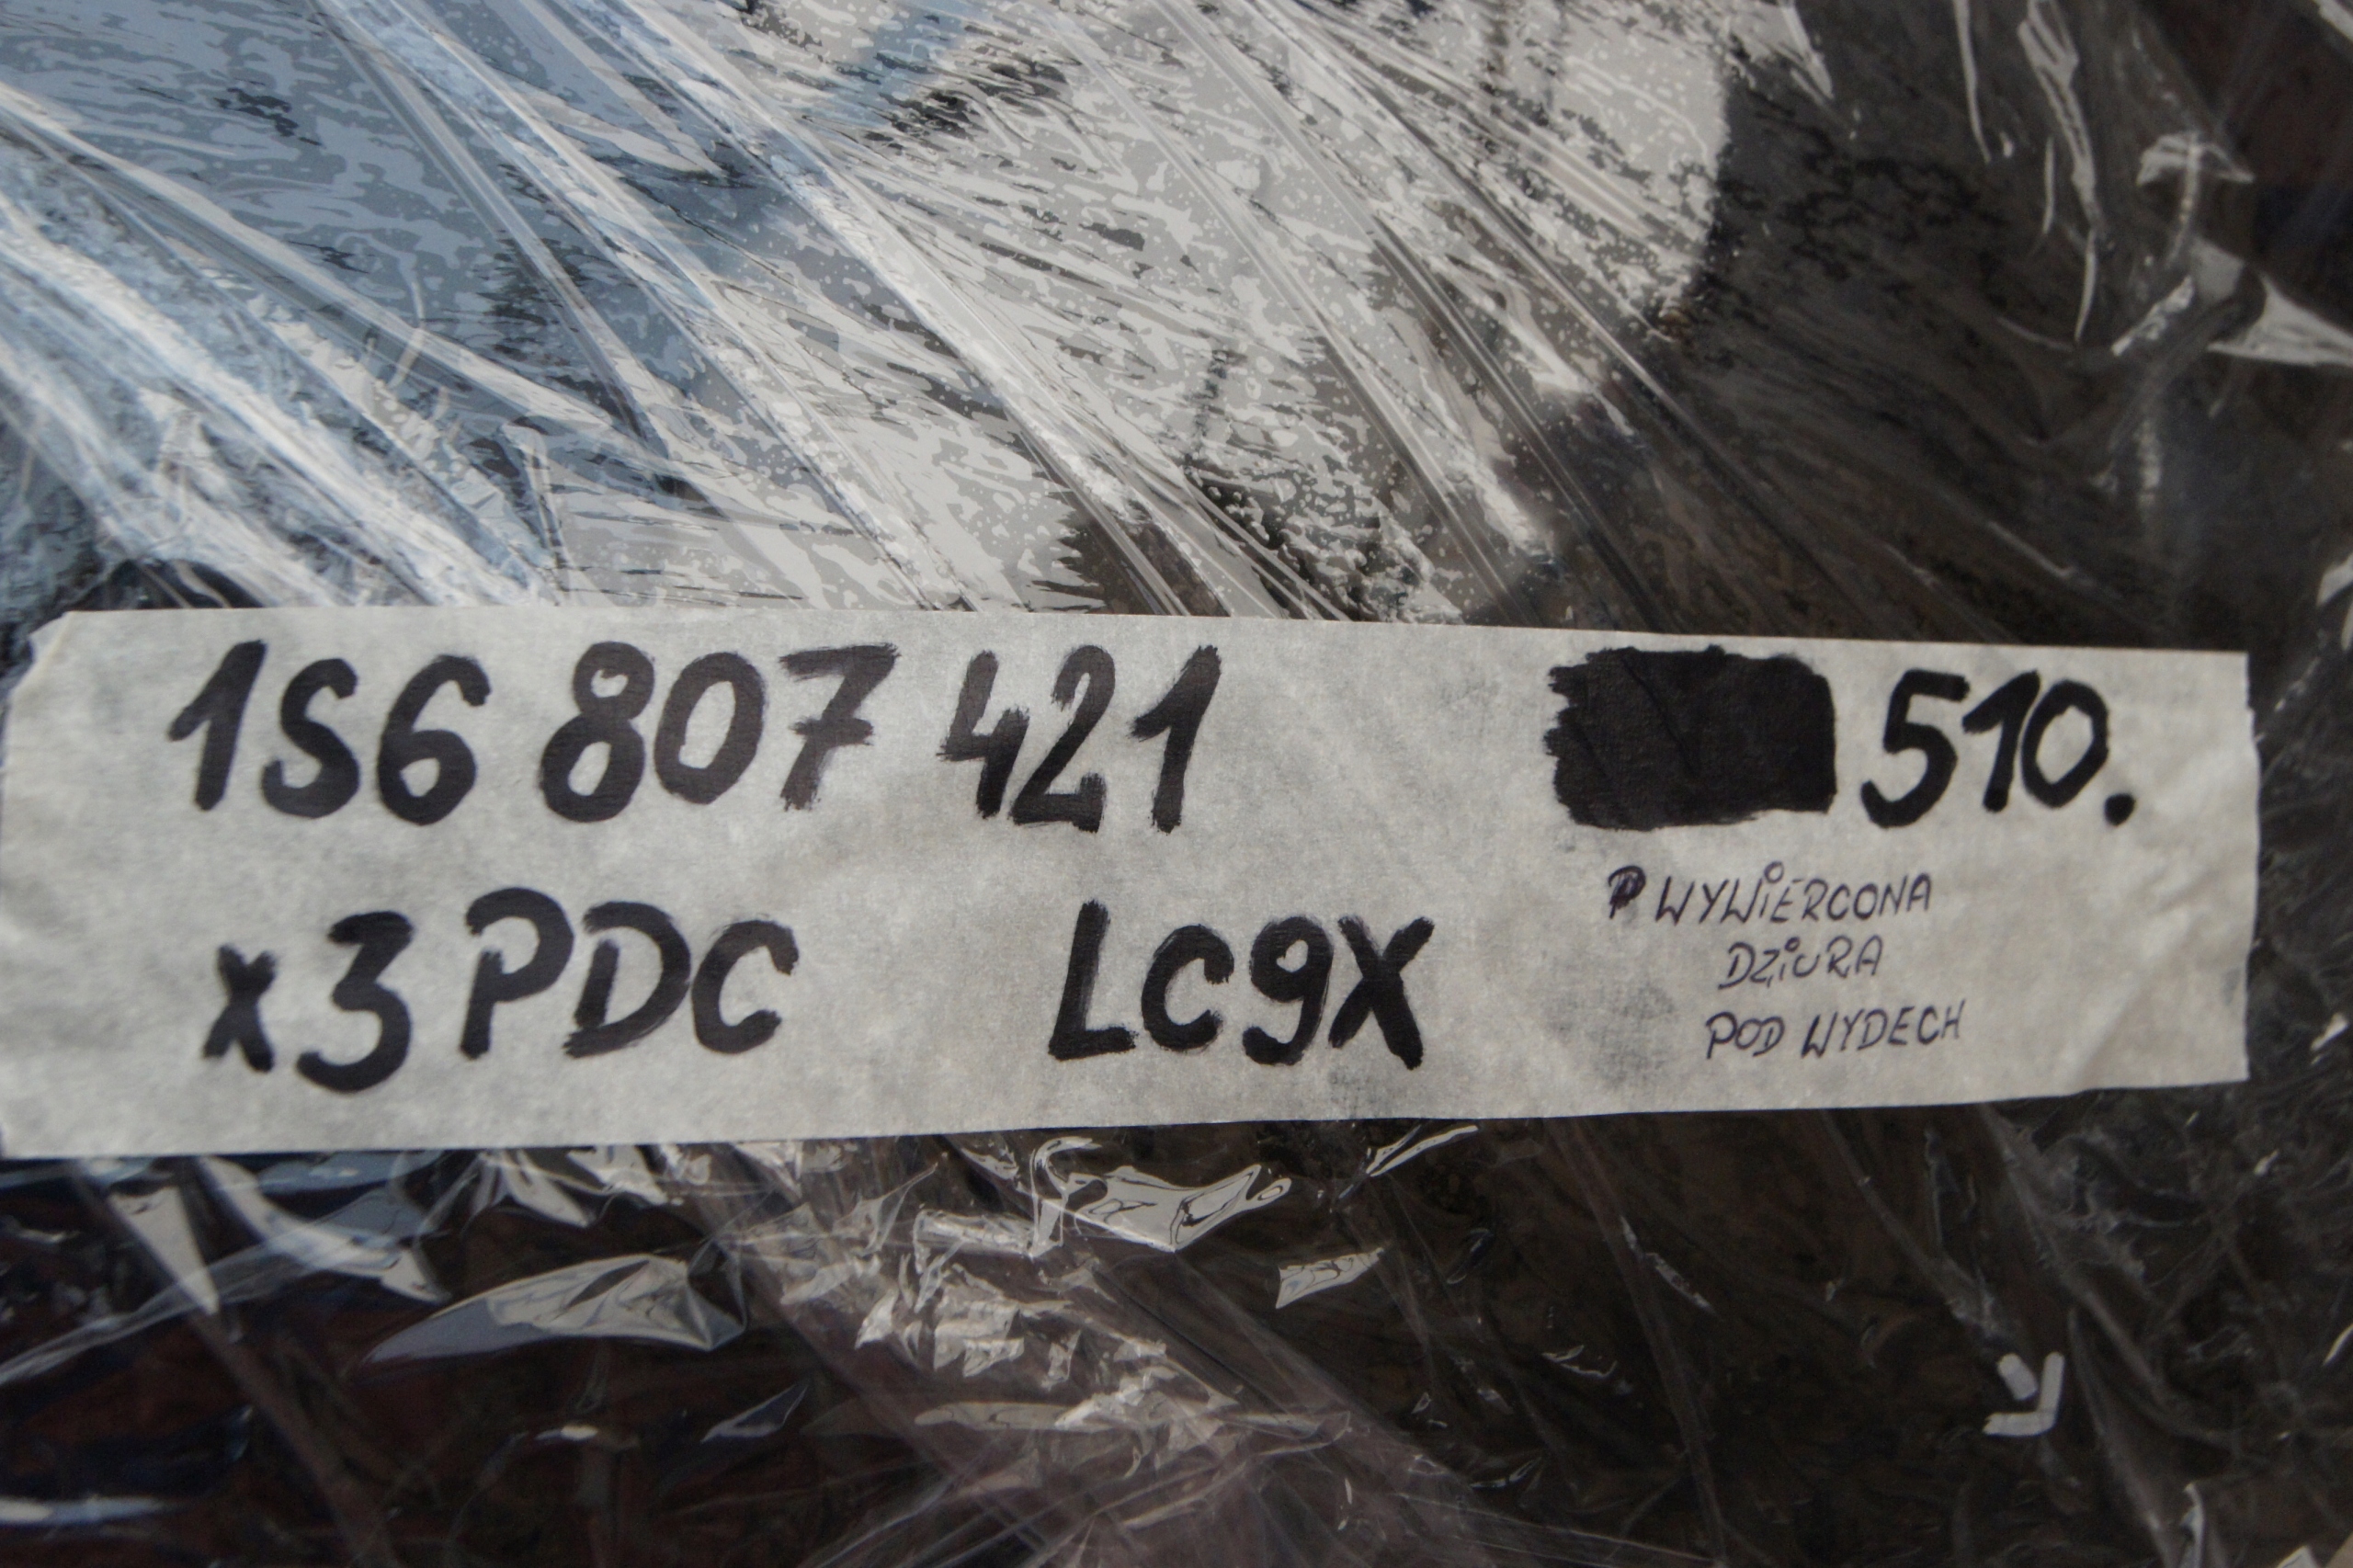 1S6 807 421 510.
x3 PDC LC9X
WYWiERCONA
DZiURA
POD WYDECH